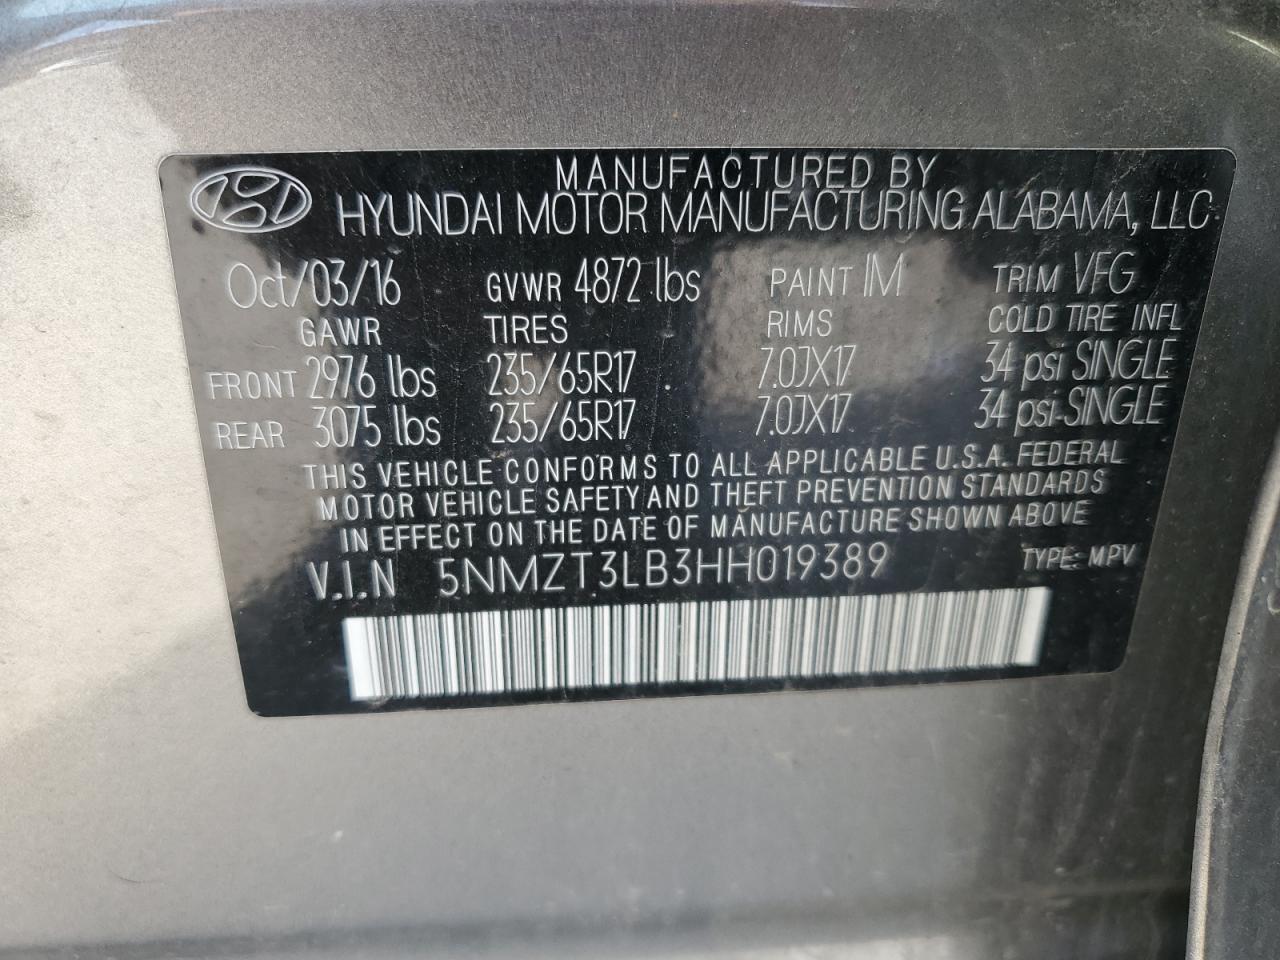 MANUFACTURED BY
HYUNDAI MOTOR MANUFACTURING ALABAMA, LLC
Oct/03/16 GVWR 4872 lbs PAINT IM TRIM VFG
GAWR TIRES RIMS COLD TIRE INFL
FRONT 2976 lbs 235/65R17 7.0JX17 34 psi SINGLE
REAR 3075 lbs 235/65R17 7.0JX17 34 psi SINGLE
THIS VEHICLE CONFORMS TO ALL APPLICABLE U.S.A. FEDERAL
MOTOR VEHICLE SAFETY AND THEFT PREVENTION STANDARDS
IN EFFECT ON THE DATE OF MANUFACTURE SHOWN ABOVE
V.I.N 5NMZT3LB3HH019389 TYPE: MPV